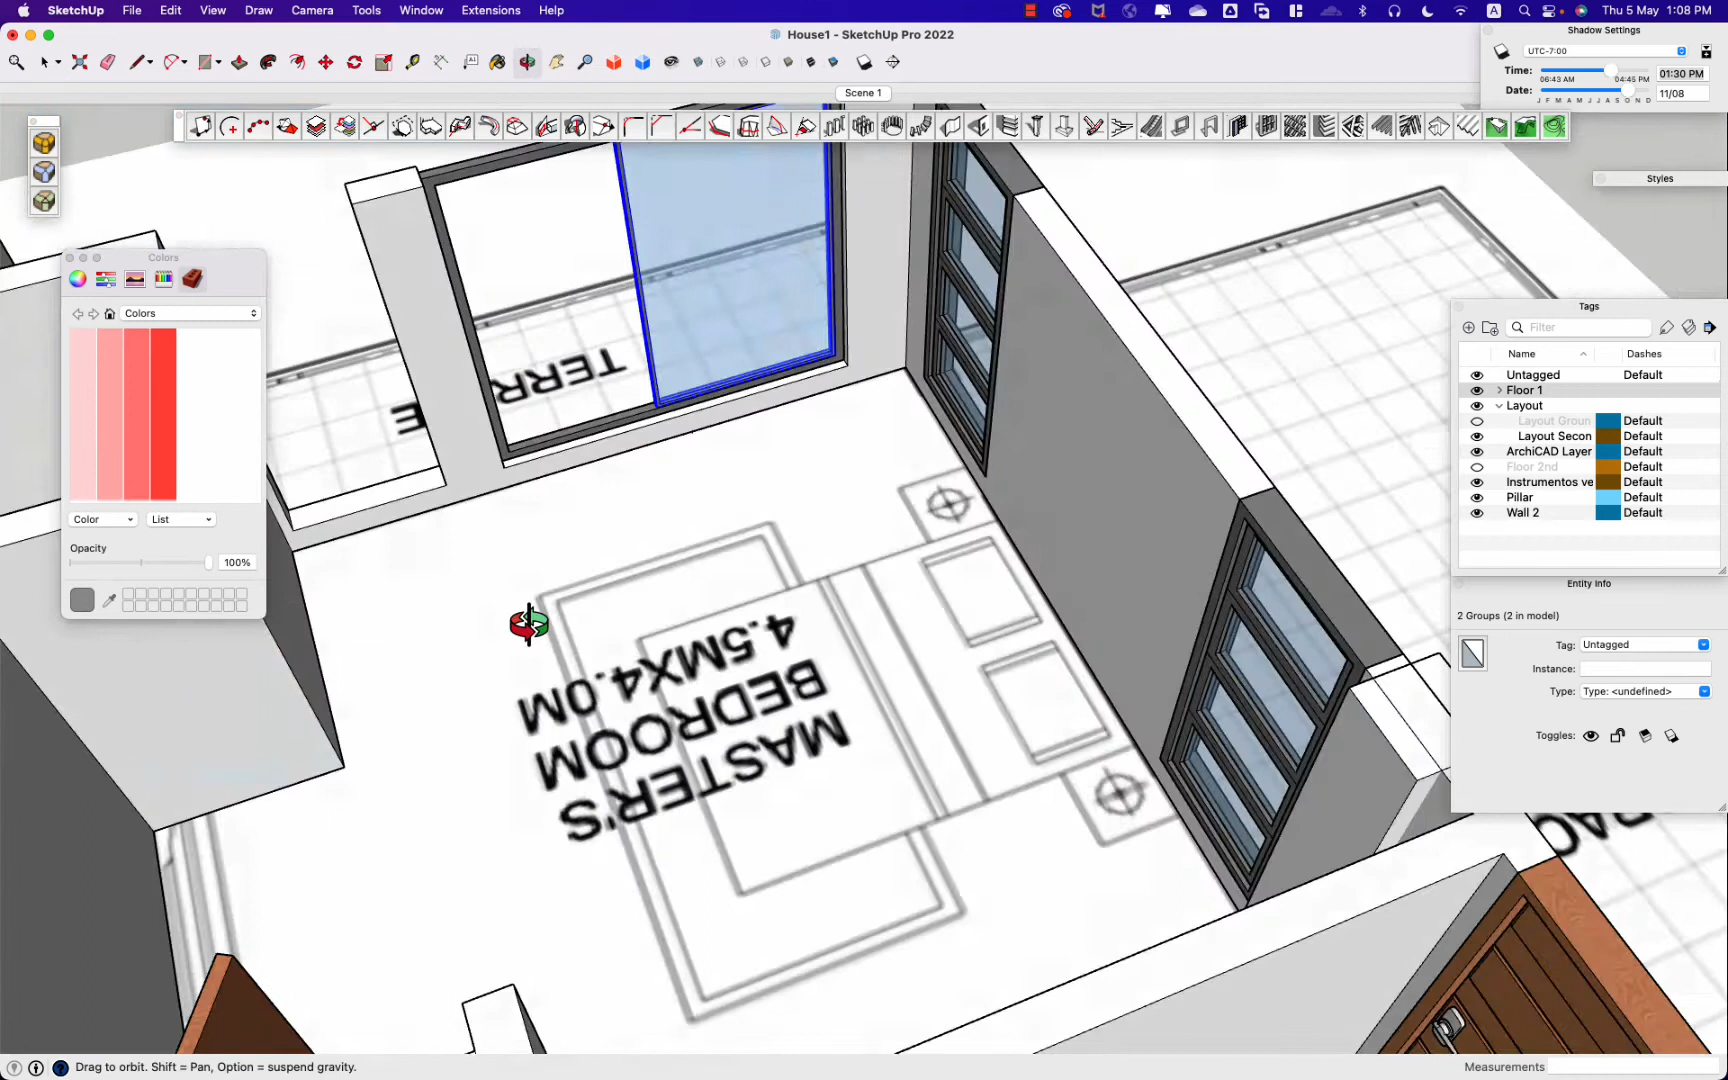 SketchUp File Edit View Draw Camera Tools Window Extensions Help
A Thu 5 May 1:08 PM
House1 - SketchUp Pro 2022
Shadow Settings
UTC-7:00
Time: 06:43 AM 04:45 PM 01:30 PM
Date: J F M A M J J A S O N D 11/08
Scene 1
Styles
Colors
Colors
Color List
Opacity
100%
Tags
Filter
Name Dashes
Untagged Default
Floor 1
Layout
Layout Groun Default
Layout Secon Default
ArchiCAD Layer Default
Floor 2nd Default
Instrumentos ve Default
Pillar Default
Wall 2 Default
Entity Info
2 Groups (2 in model)
Tag: Untagged
Instance:
Type: Type: <undefined>
Toggles:
TERR
E
MASTER'S
BEDROOM
4.5MX4.0M
RAC
Drag to orbit. Shift = Pan, Option = suspend gravity.
Measurements